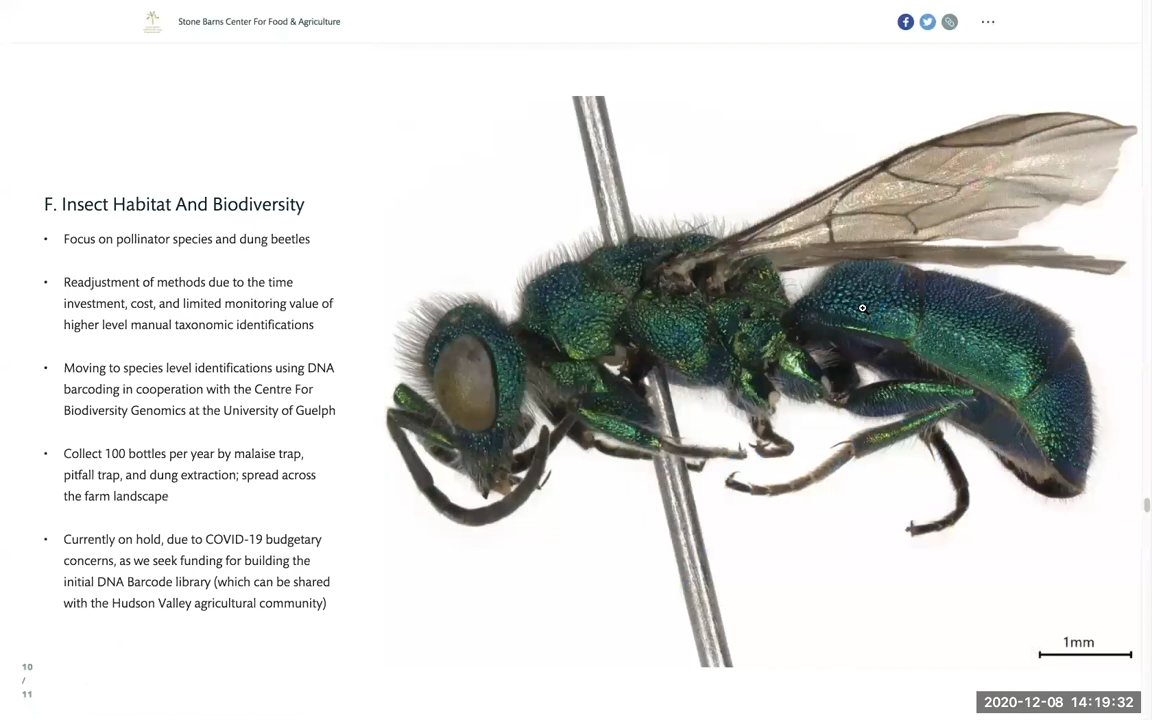 Stone Barns Center For Food & Agriculture
F. Insect Habitat And Biodiversity
• Focus on pollinator species and dung beetles
• Readjustment of methods due to the time
investment, cost, and limited monitoring value of
higher level manual taxonomic identifications
• Moving to species level identifications using DNA
barcoding in cooperation with the Centre For
Biodiversity Genomics at the University of Guelph
• Collect 100 bottles per year by malaise trap,
pitfall trap, and dung extraction; spread across
the farm landscape
• Currently on hold, due to COVID-19 budgetary
concerns, as we seek funding for building the
initial DNA Barcode library (which can be shared
with the Hudson Valley agricultural community)
1mm
10
/
11
2020-12-08 14:19:32